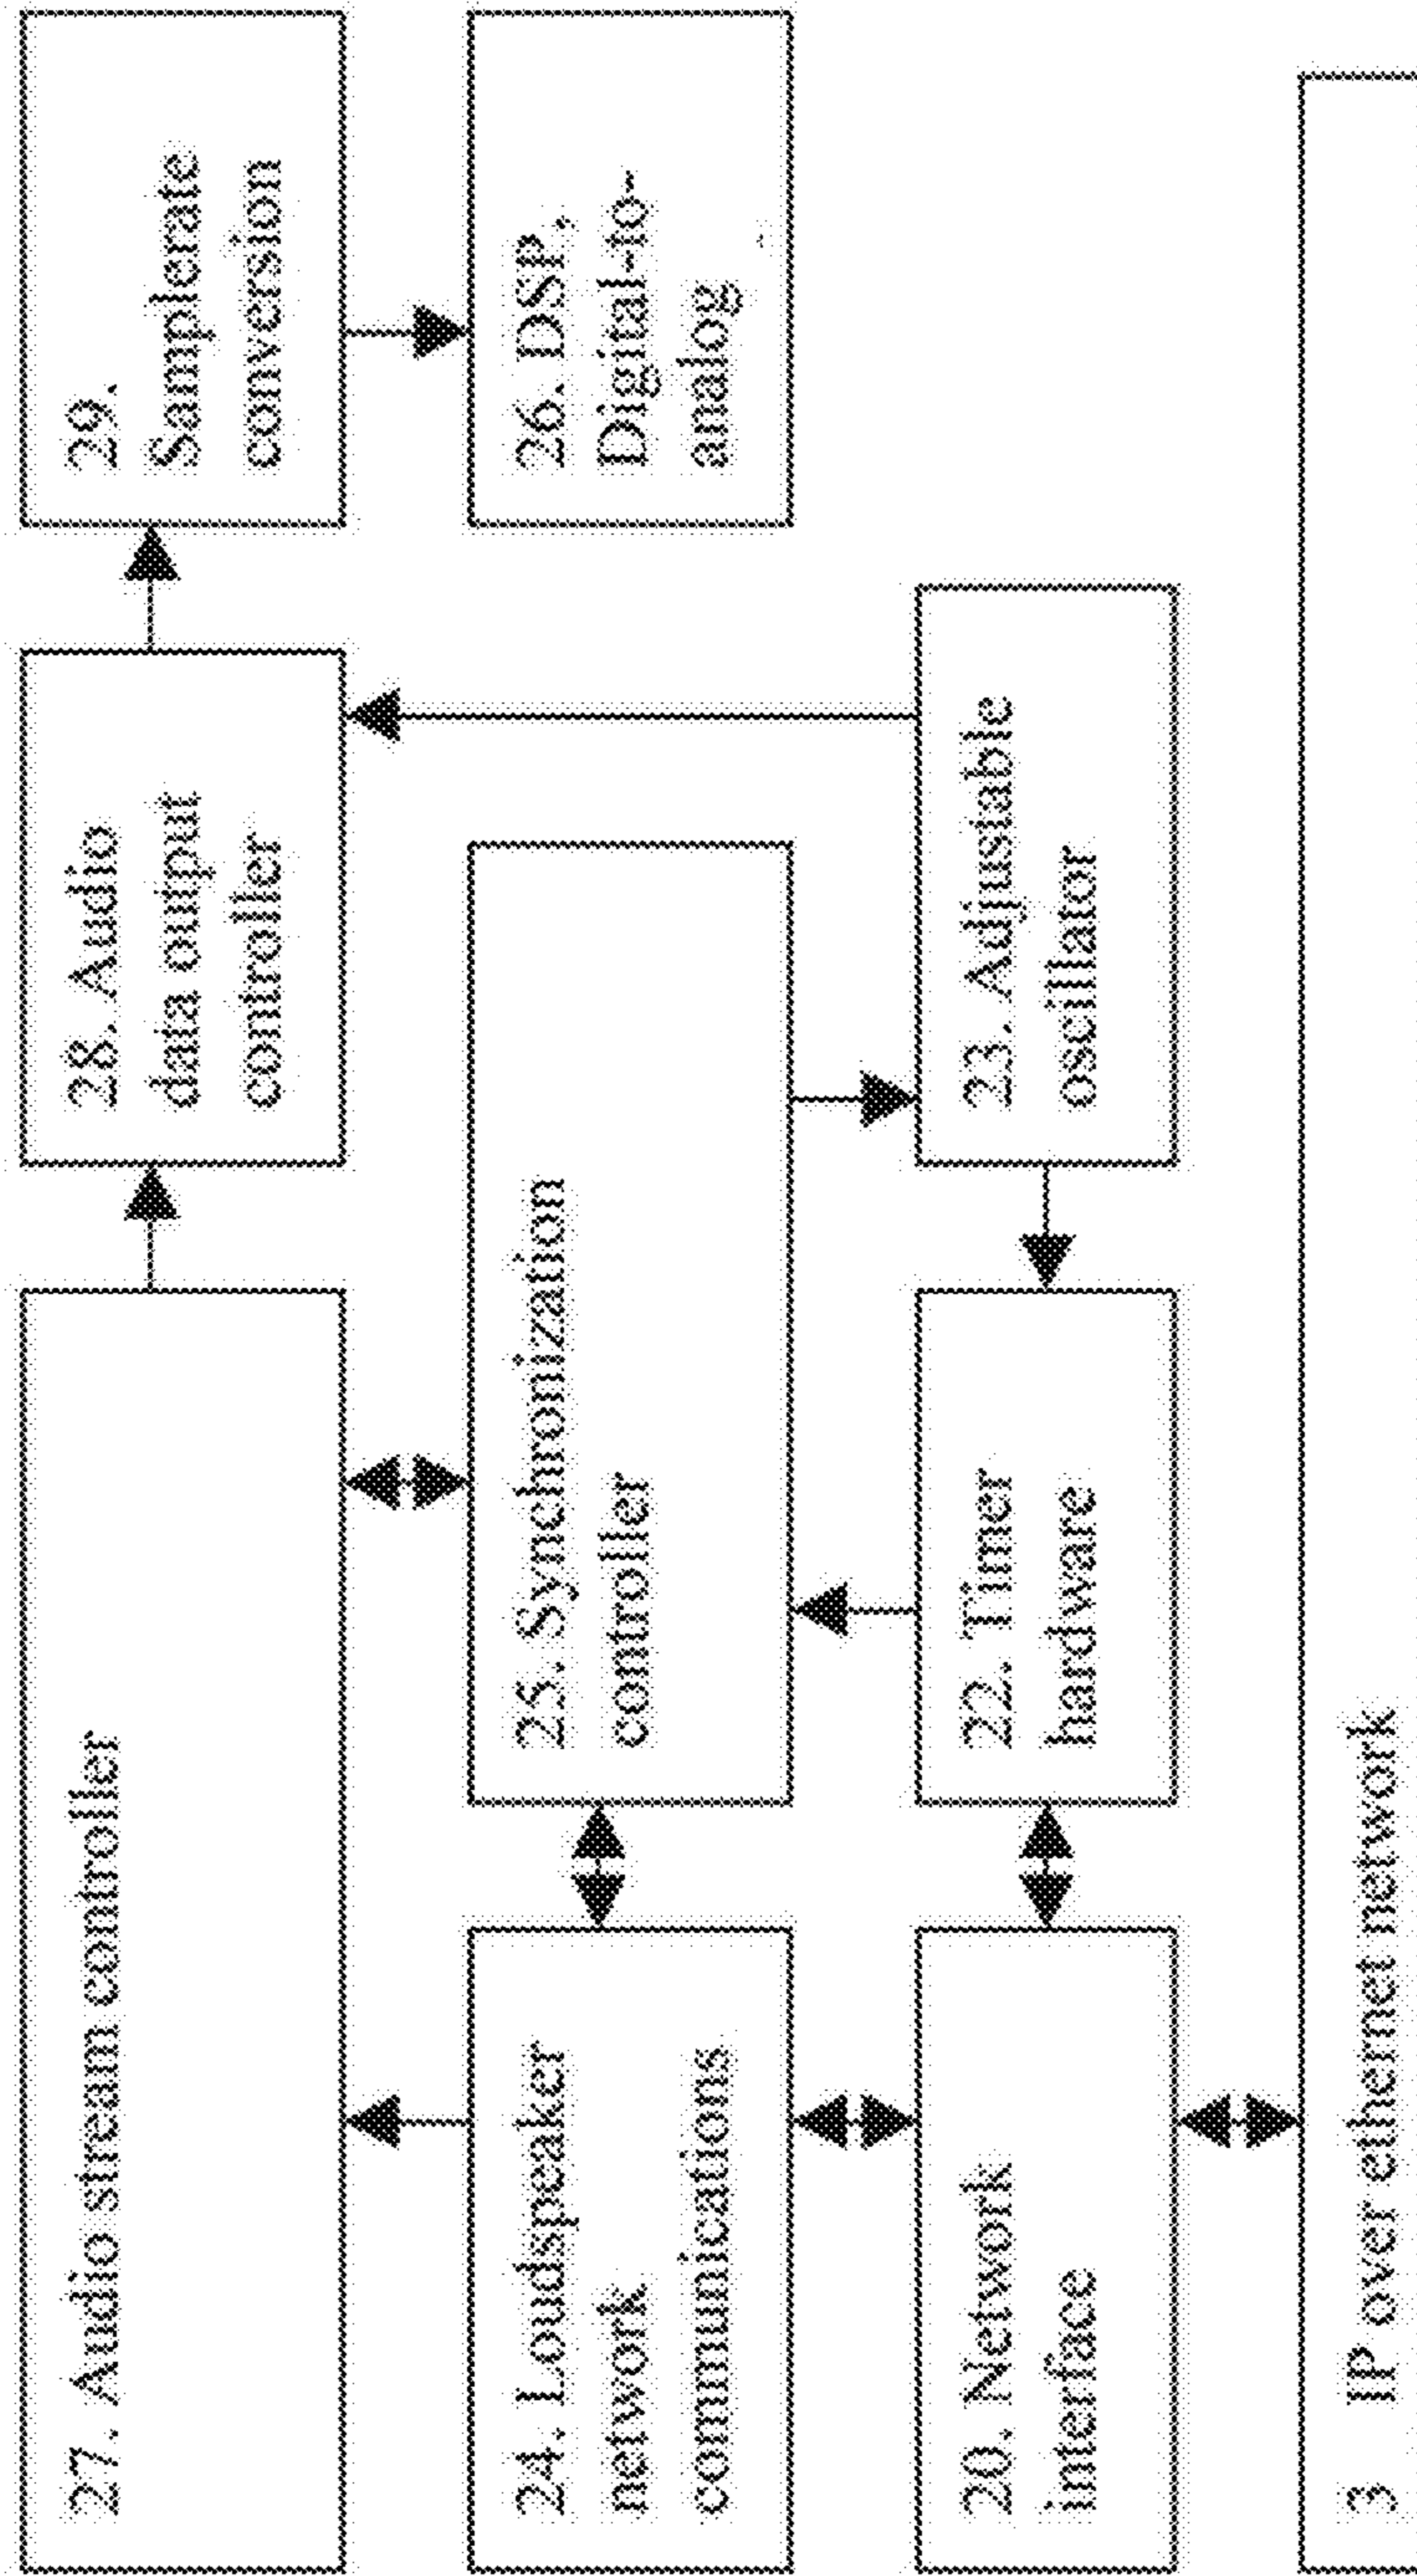 27. Audio stream controller
28. Audio
data output
controller
29.
Samplerate
conversion
24. Loudspeaker
network
communications
25. Synchronization
controller
26. DSP,
Digital-to-
analog
20. Network
interface
22. Timer
hardware
23. Adjustable
oscillator
3 IP over ethernet network